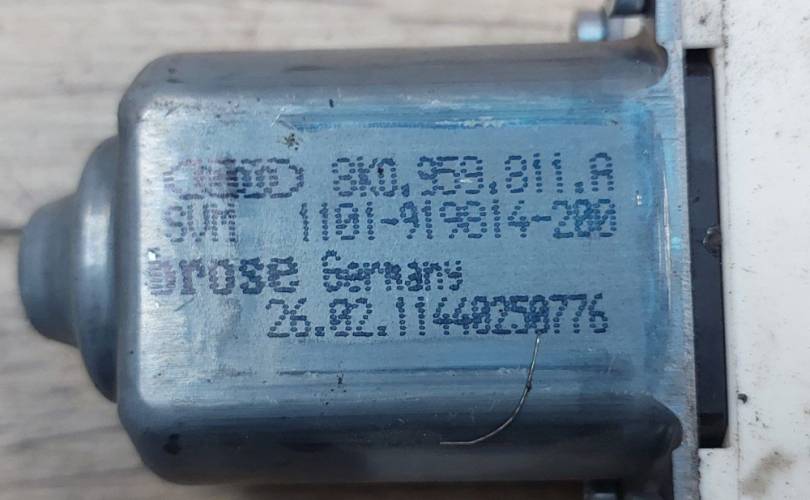 8K0.959.811.A
SVM 1101-919814-200
brose Germany
26.02.11440250776